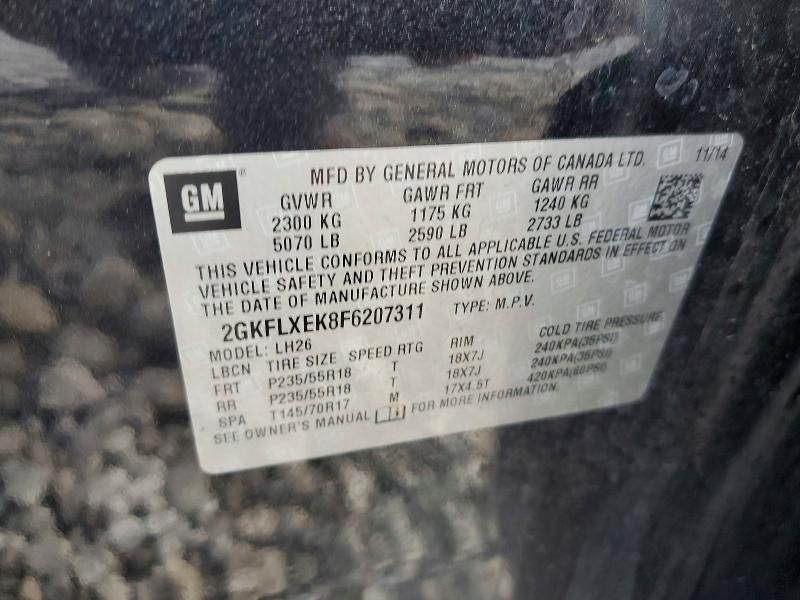 GM
MFD BY GENERAL MOTORS OF CANADA LTD. 11/14
GVWR GAWR FRT GAWR RR
2300 KG 1175 KG 1240 KG
5070 LB 2590 LB 2733 LB
THIS VEHICLE CONFORMS TO ALL APPLICABLE U.S. FEDERAL MOTOR
VEHICLE SAFETY AND THEFT PREVENTION STANDARDS IN EFFECT ON
THE DATE OF MANUFACTURE SHOWN ABOVE.
2GKFLXEK8F6207311 TYPE: M.P.V.
MODEL: LH26
LBCN TIRE SIZE SPEED RTG RIM COLD TIRE PRESSURE
FRT P235/55R18 T 18X7J 240KPA(35PSI)
RR P235/55R18 T 18X7J 240KPA(35PSI)
SPA T145/70R17 M 17X4.5T 420KPA(60PSI)
SEE OWNER'S MANUAL FOR MORE INFORMATION.